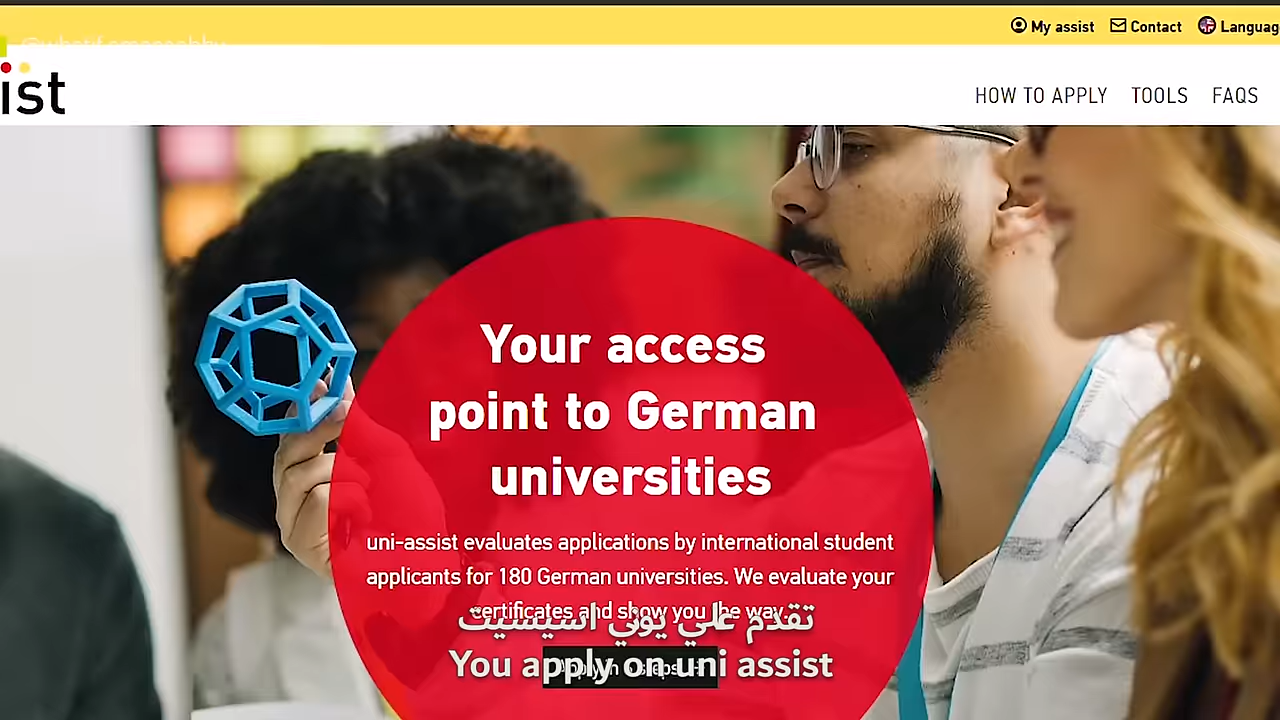 My assist
Contact
Languag
ist
HOW TO APPLY
TOOLS
FAQS
Your access
point to German
universities
uni-assist evaluates applications by international student
applicants for 180 German universities. We evaluate your
certificates and show you the way.
تقدم علي يوني اسيسيت
You apply on uni assist